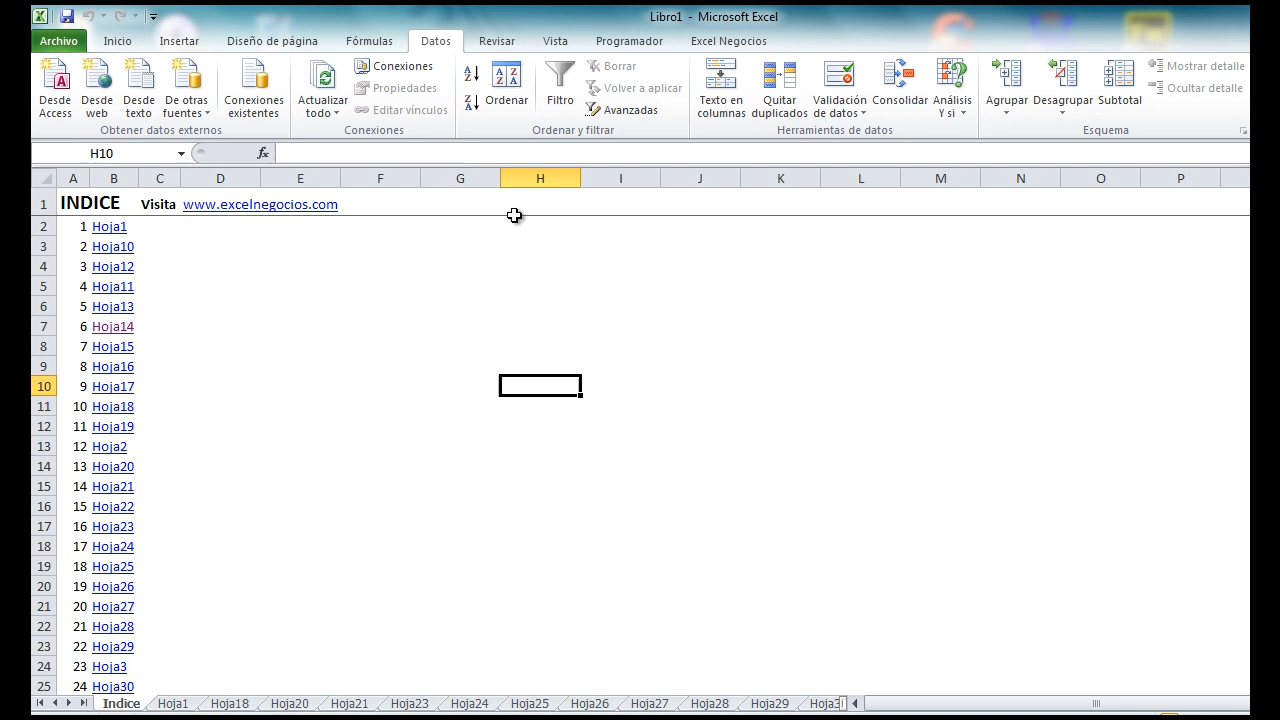 Libro1 - Microsoft Excel
Archivo Inicio Insertar Diseño de página Fórmulas Datos Revisar Vista Programador Excel Negocios
Desde Access
Desde web
Desde texto
De otras fuentes
Conexiones existentes
Obtener datos externos
Actualizar todo
Conexiones
Propiedades
Editar vínculos
Conexiones
Ordenar
Filtro
Borrar
Volver a aplicar
Avanzadas
Ordenar y filtrar
Texto en columnas
Quitar duplicados
Validación de datos
Consolidar
Análisis Y si
Herramientas de datos
Agrupar
Desagrupar
Subtotal
Mostrar detalle
Ocultar detalle
Esquema
H10 fx
A B C D E F G H I J K L M N O P
1 INDICE Visita www.excelnegocios.com
2 1 Hoja1
3 2 Hoja10
4 3 Hoja12
5 4 Hoja11
6 5 Hoja13
7 6 Hoja14
8 7 Hoja15
9 8 Hoja16
10 9 Hoja17
11 10 Hoja18
12 11 Hoja19
13 12 Hoja2
14 13 Hoja20
15 14 Hoja21
16 15 Hoja22
17 16 Hoja23
18 17 Hoja24
19 18 Hoja25
20 19 Hoja26
21 20 Hoja27
22 21 Hoja28
23 22 Hoja29
24 23 Hoja3
25 24 Hoja30
Indice Hoja1 Hoja18 Hoja20 Hoja21 Hoja23 Hoja24 Hoja25 Hoja26 Hoja27 Hoja28 Hoja29